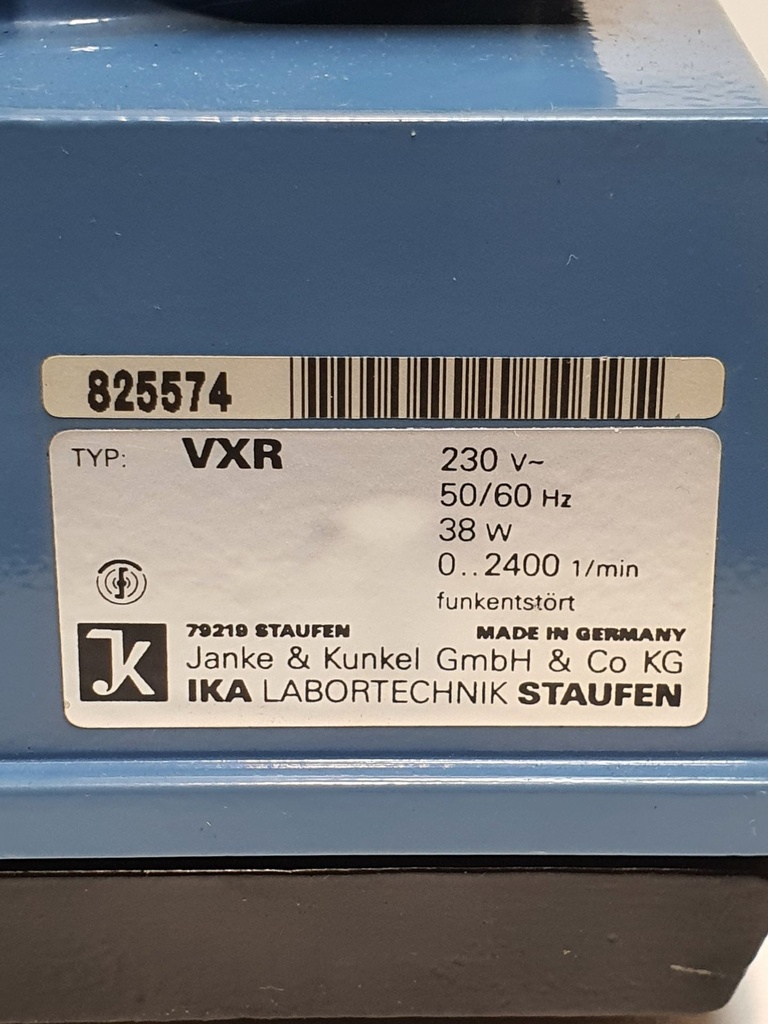 825574
TYP: VXR
230 V~
50/60 Hz
38 W
0..2400 1/min
funkentstört
79219 STAUFEN MADE IN GERMANY
JK
Janke & Kunkel GmbH & Co KG
IKA LABORTECHNIK STAUFEN